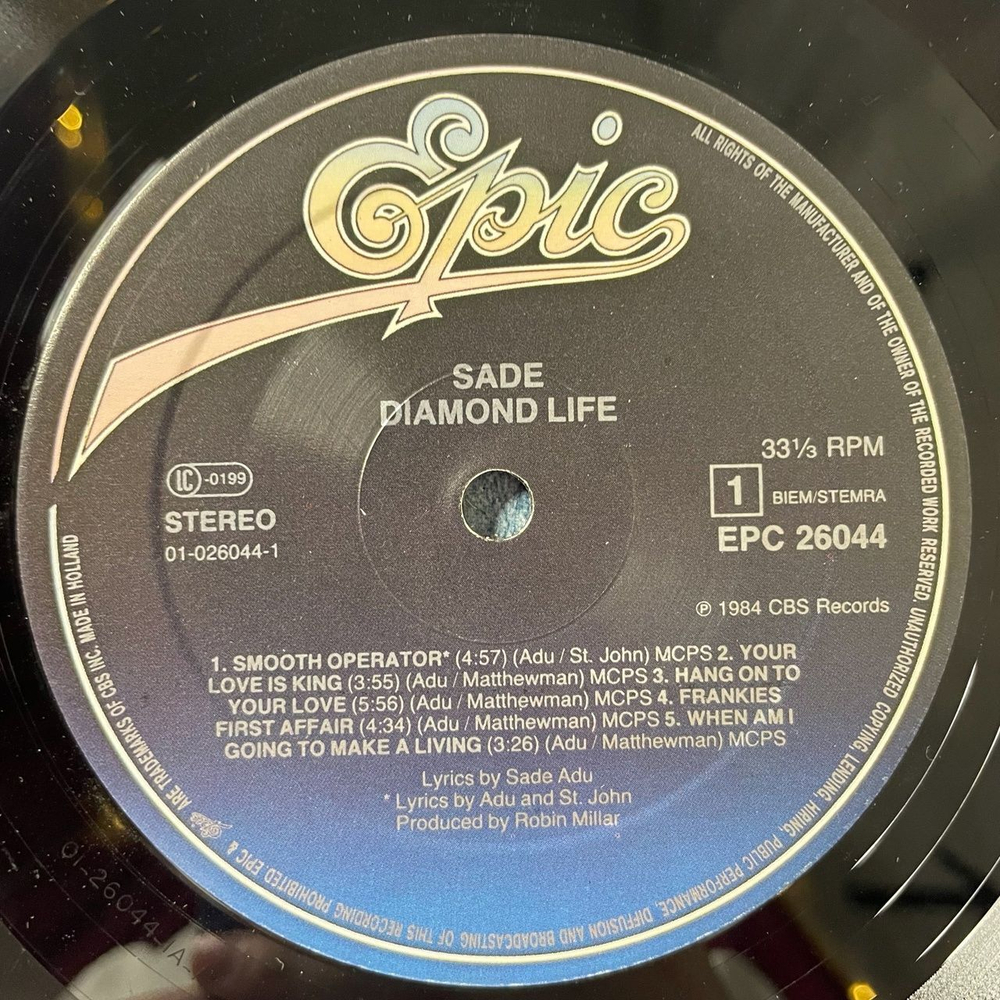 Epic
ALL RIGHTS OF THE MANUFACTURER AND OF THE OWNER OF THE RECORDED WORK RESERVED. UNAUTHORIZED COPYING, LENDING, HIRING, PUBLIC PERFORMANCE, DIFFUSION AND BROADCASTING OF THIS RECORDING PROHIBITED. EPIC & ARE TRADEMARKS OF CBS INC. MADE IN HOLLAND
SADE
DIAMOND LIFE
33⅓ RPM
LC -0199
1 BIEM/STEMRA
STEREO
EPC 26044
01-026044-1
℗ 1984 CBS Records
1. SMOOTH OPERATOR* (4:57) (Adu / St. John) MCPS 2. YOUR
LOVE IS KING (3:55) (Adu / Matthewman) MCPS 3. HANG ON TO
YOUR LOVE (5:56) (Adu / Matthewman) MCPS 4. FRANKIES
FIRST AFFAIR (4:34) (Adu / Matthewman) MCPS 5. WHEN AM I
GOING TO MAKE A LIVING (3:26) (Adu / Matthewman) MCPS
Lyrics by Sade Adu
* Lyrics by Adu and St. John
Produced by Robin Millar